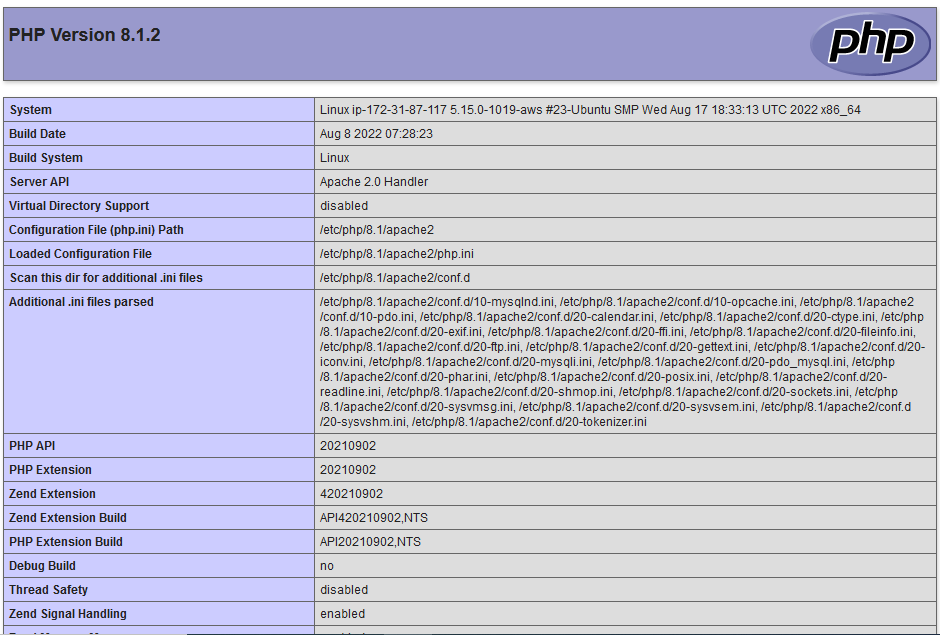 PHP Version 8.1.2
php
System Linux ip-172-31-87-117 5.15.0-1019-aws #23-Ubuntu SMP Wed Aug 17 18:33:13 UTC 2022 x86_64
Build Date Aug 8 2022 07:28:23
Build System Linux
Server API Apache 2.0 Handler
Virtual Directory Support disabled
Configuration File (php.ini) Path /etc/php/8.1/apache2
Loaded Configuration File /etc/php/8.1/apache2/php.ini
Scan this dir for additional .ini files /etc/php/8.1/apache2/conf.d
Additional .ini files parsed /etc/php/8.1/apache2/conf.d/10-mysqlnd.ini, /etc/php/8.1/apache2/conf.d/10-opcache.ini, /etc/php/8.1/apache2
/conf.d/10-pdo.ini, /etc/php/8.1/apache2/conf.d/20-calendar.ini, /etc/php/8.1/apache2/conf.d/20-ctype.ini, /etc/php
/8.1/apache2/conf.d/20-exif.ini, /etc/php/8.1/apache2/conf.d/20-ffi.ini, /etc/php/8.1/apache2/conf.d/20-fileinfo.ini,
/etc/php/8.1/apache2/conf.d/20-ftp.ini, /etc/php/8.1/apache2/conf.d/20-gettext.ini, /etc/php/8.1/apache2/conf.d/20-
iconv.ini, /etc/php/8.1/apache2/conf.d/20-mysqli.ini, /etc/php/8.1/apache2/conf.d/20-pdo_mysql.ini, /etc/php
/8.1/apache2/conf.d/20-phar.ini, /etc/php/8.1/apache2/conf.d/20-posix.ini, /etc/php/8.1/apache2/conf.d/20-
readline.ini, /etc/php/8.1/apache2/conf.d/20-shmop.ini, /etc/php/8.1/apache2/conf.d/20-sockets.ini, /etc/php
/8.1/apache2/conf.d/20-sysvmsg.ini, /etc/php/8.1/apache2/conf.d/20-sysvsem.ini, /etc/php/8.1/apache2/conf.d
/20-sysvshm.ini, /etc/php/8.1/apache2/conf.d/20-tokenizer.ini
PHP API 20210902
PHP Extension 20210902
Zend Extension 420210902
Zend Extension Build API420210902,NTS
PHP Extension Build API20210902,NTS
Debug Build no
Thread Safety disabled
Zend Signal Handling enabled